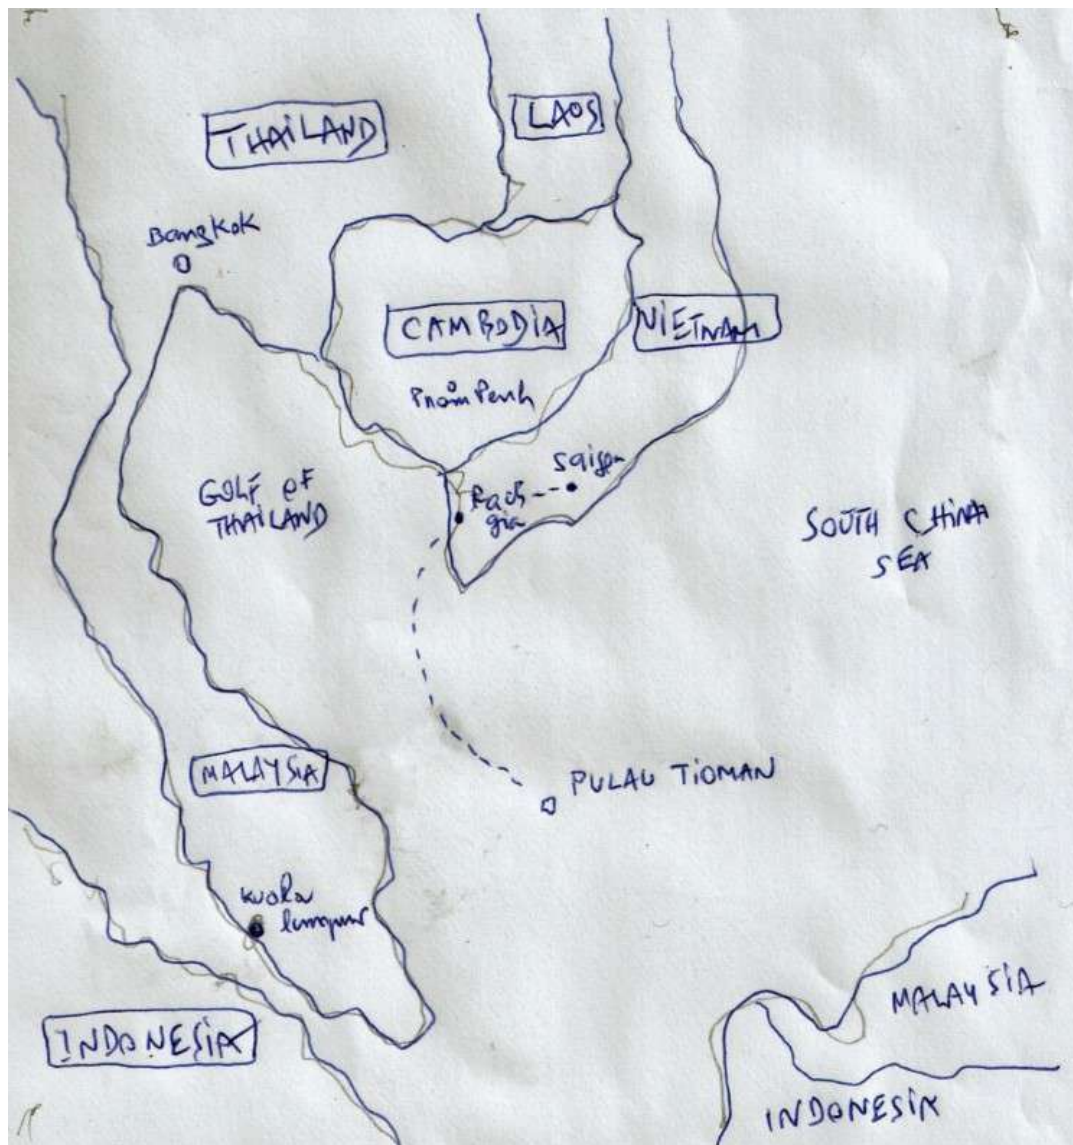 THAILAND
LAOS
Bangkok
CAMBODIA
VIETNAM
Pnom Penh
Saigon
Rach
gia
GOLF OF
THAILAND
SOUTH CHINA
SEA
MALAYSIA
PULAU TIOMAN
Kuala
lumpur
INDONESIA
MALAYSIA
INDONESIA